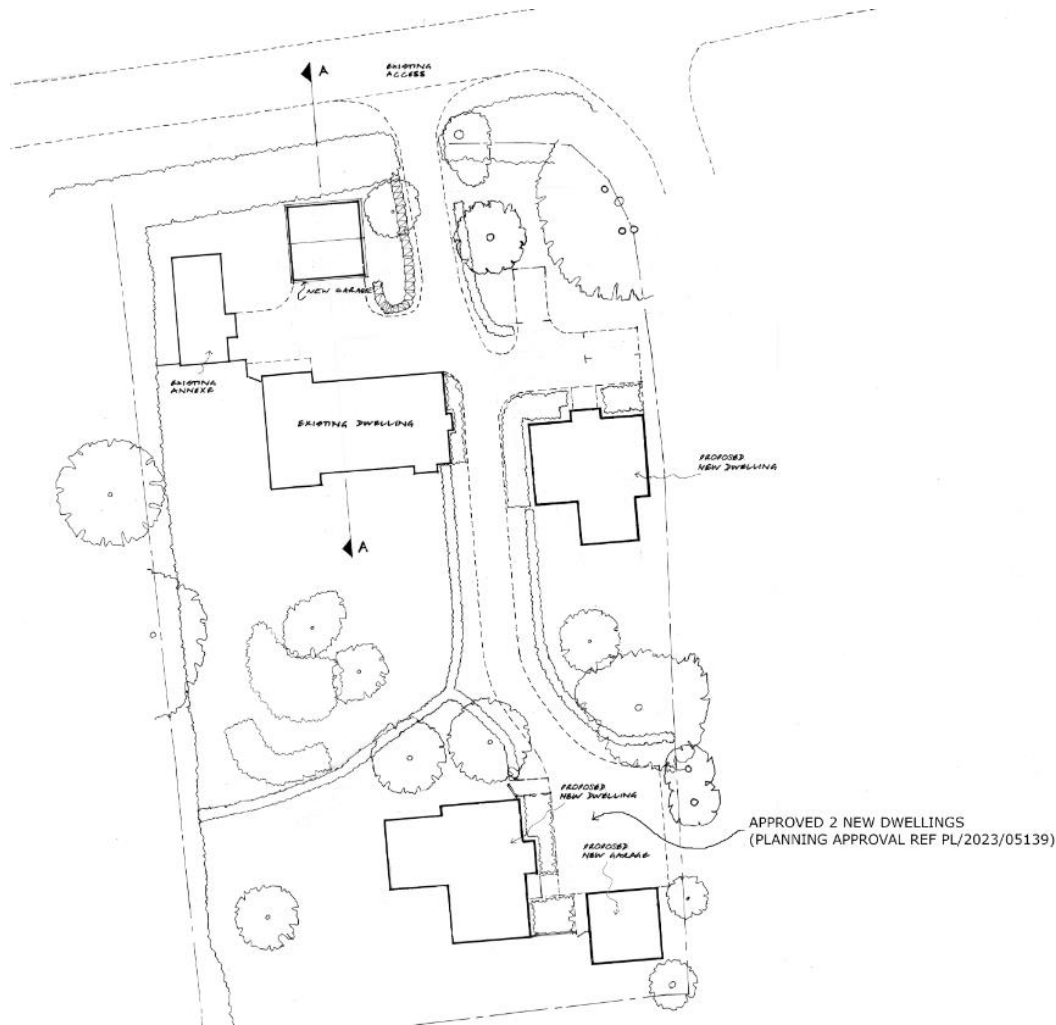 A
EXISTING
ACCESS
NEW GARAGE
EXISTING
ANNEXE
EXISTING DWELLING
PROPOSED
NEW DWELLING
A
PROPOSED
NEW DWELLING
APPROVED 2 NEW DWELLINGS
(PLANNING APPROVAL REF PL/2023/05139)
PROPOSED
NEW GARAGE